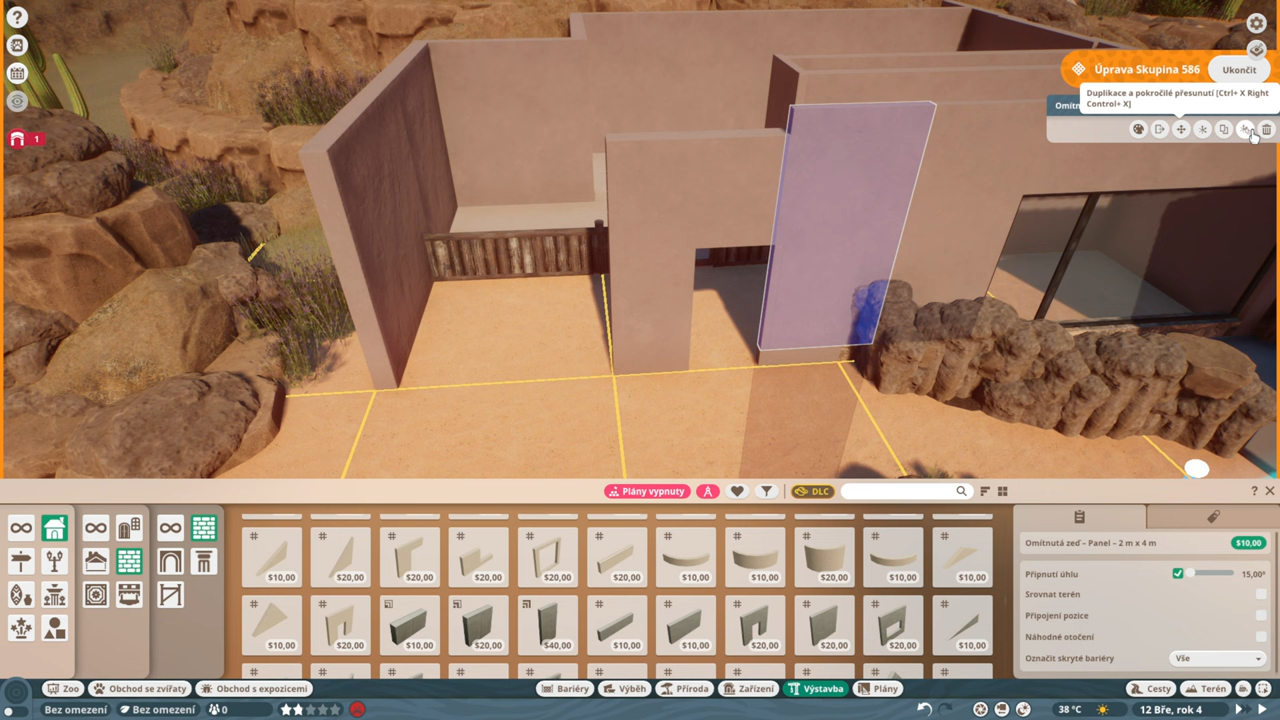 Úprava Skupina 586
Ukončit
Duplikace a pokročilé přesunutí [Ctrl+ X Right
Control+ X]
Omítn
1
Plány vypnuty
DLC
?
Omítnutá zeď – Panel – 2 m x 4 m
$10,00
Připnutí úhlu
15,00°
Srovnat terén
Připojení pozice
Náhodné otočení
Označit skryté bariéry
Vše
$10,00
$20,00
$20,00
$20,00
$20,00
$20,00
$10,00
$10,00
$20,00
$10,00
$10,00
$10,00
$20,00
$10,00
$20,00
$40,00
$10,00
$10,00
$20,00
$20,00
$20,00
$10,00
Zoo
Obchod se zvířaty
Obchod s expozicemi
Bariéry
Výběh
Příroda
Zařízení
Výstavba
Plány
Cesty
Terén
Bez omezení
Bez omezení
0
38 °C
12 Bře, rok 4